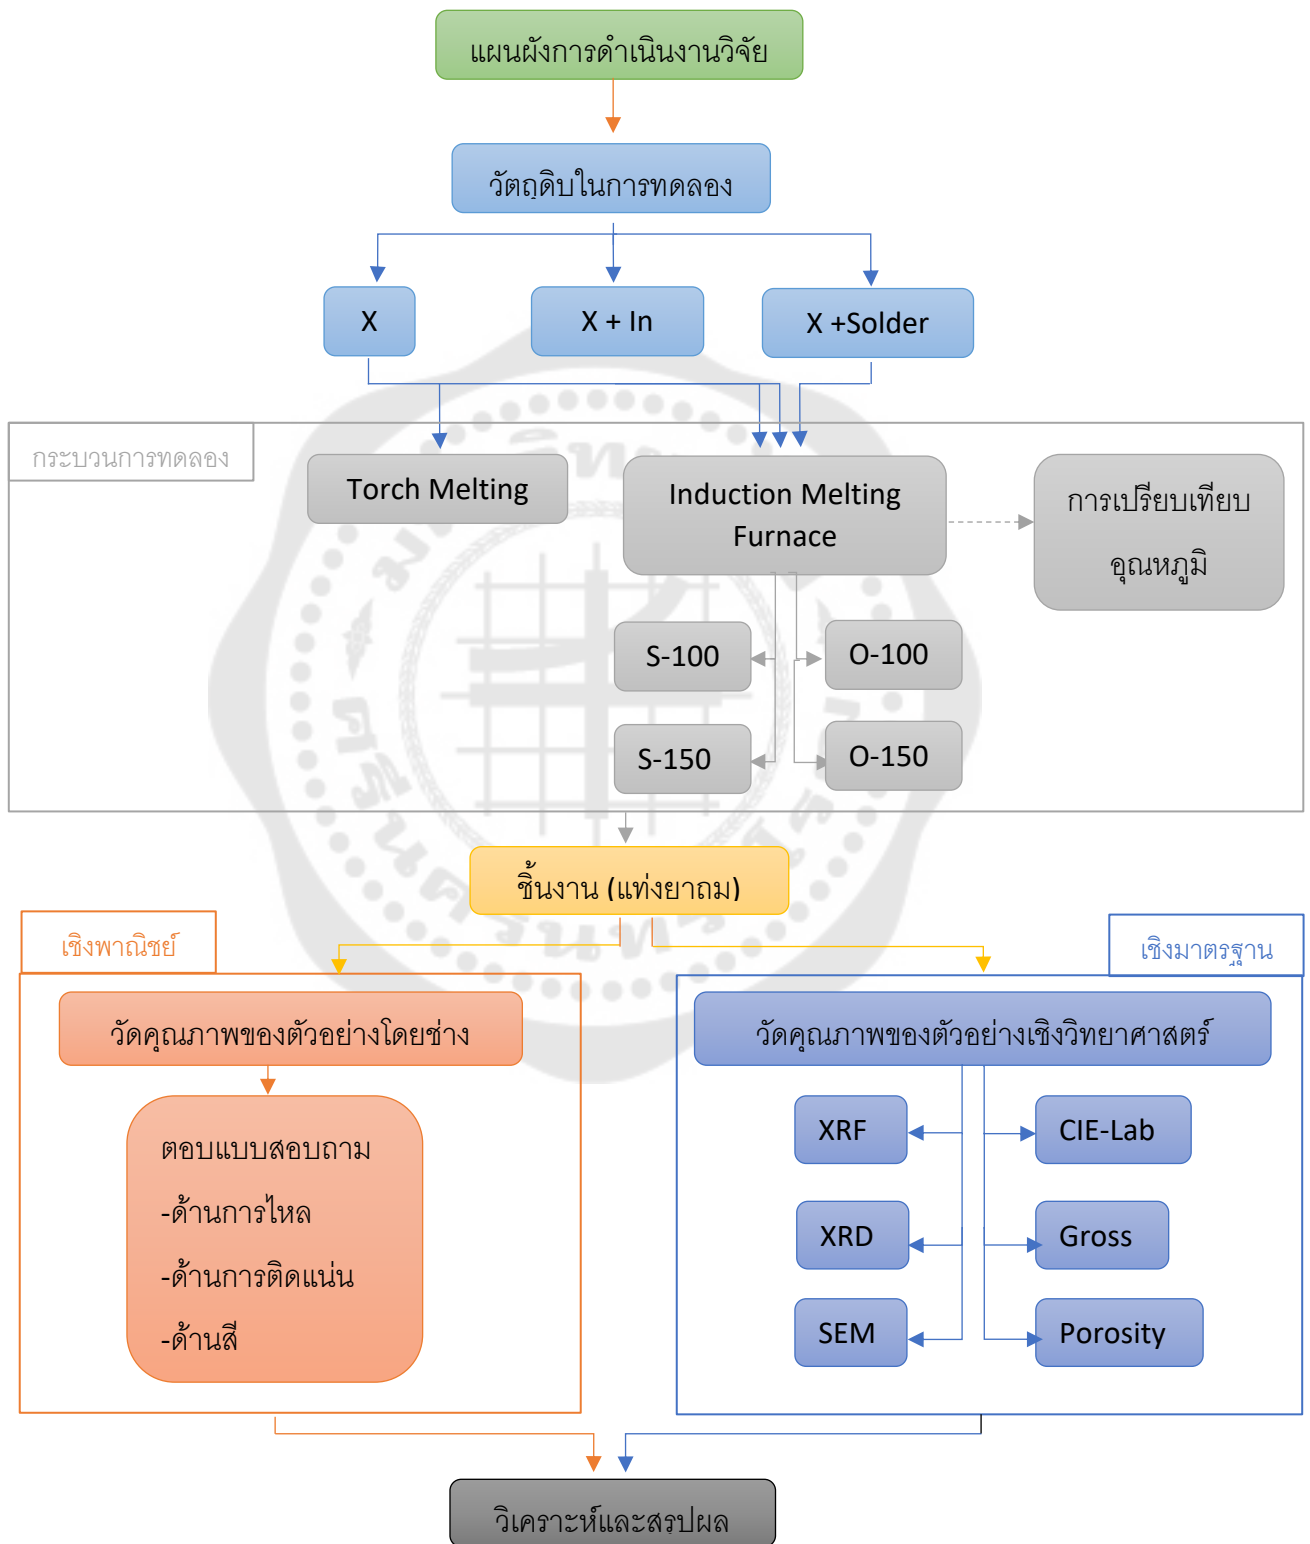 แผนผังการดำเนินงานวิจัย
วัตถุดิบในการทดลอง
X
X + In
X +Solder
กระบวนการทดลอง
Torch Melting
Induction Melting
Furnace
การเปรียบเทียบ
อุณหภูมิ
S-100
O-100
S-150
O-150
ชิ้นงาน (แท่งยาถม)
เชิงพาณิชย์
เชิงมาตรฐาน
วัดคุณภาพของตัวอย่างโดยช่าง
วัดคุณภาพของตัวอย่างเชิงวิทยาศาสตร์
ตอบแบบสอบถาม
-ด้านการไหล
-ด้านการติดแน่น
-ด้านสี
XRF
CIE-Lab
XRD
Gross
SEM
Porosity
วิเคราะห์และสรุปผล